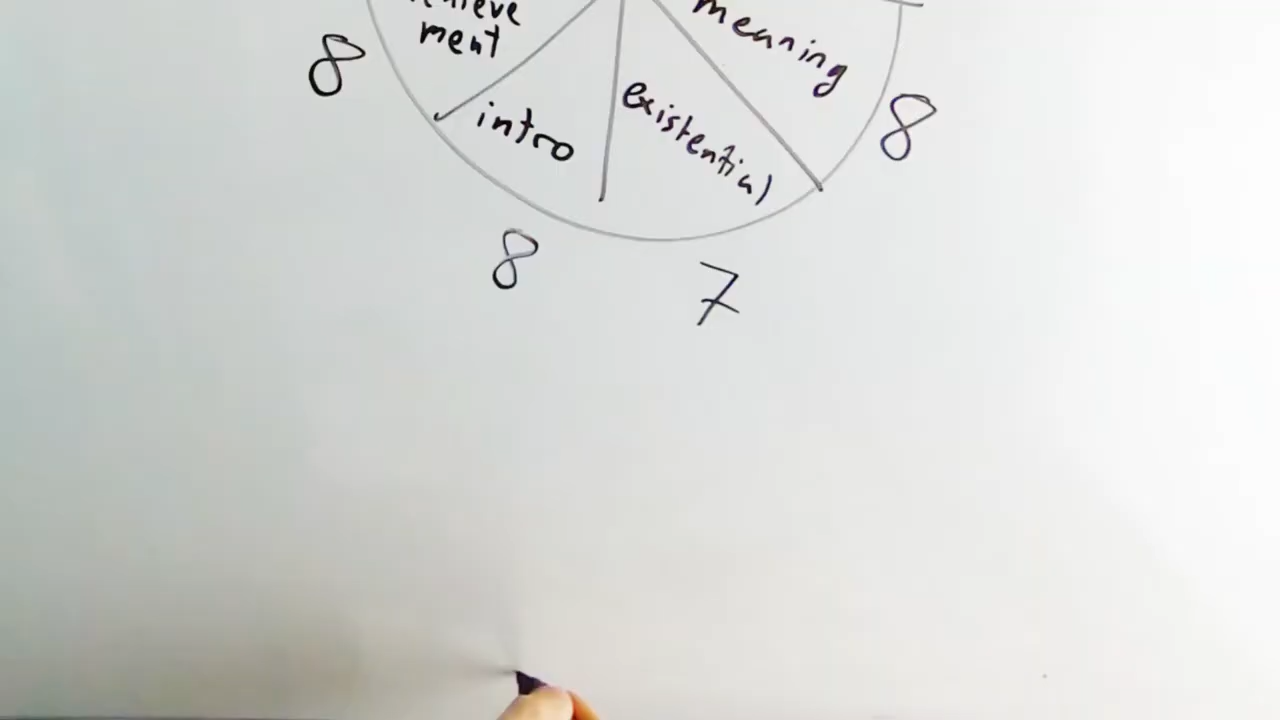 ment
meaning
8
intro
existential
8
8
7